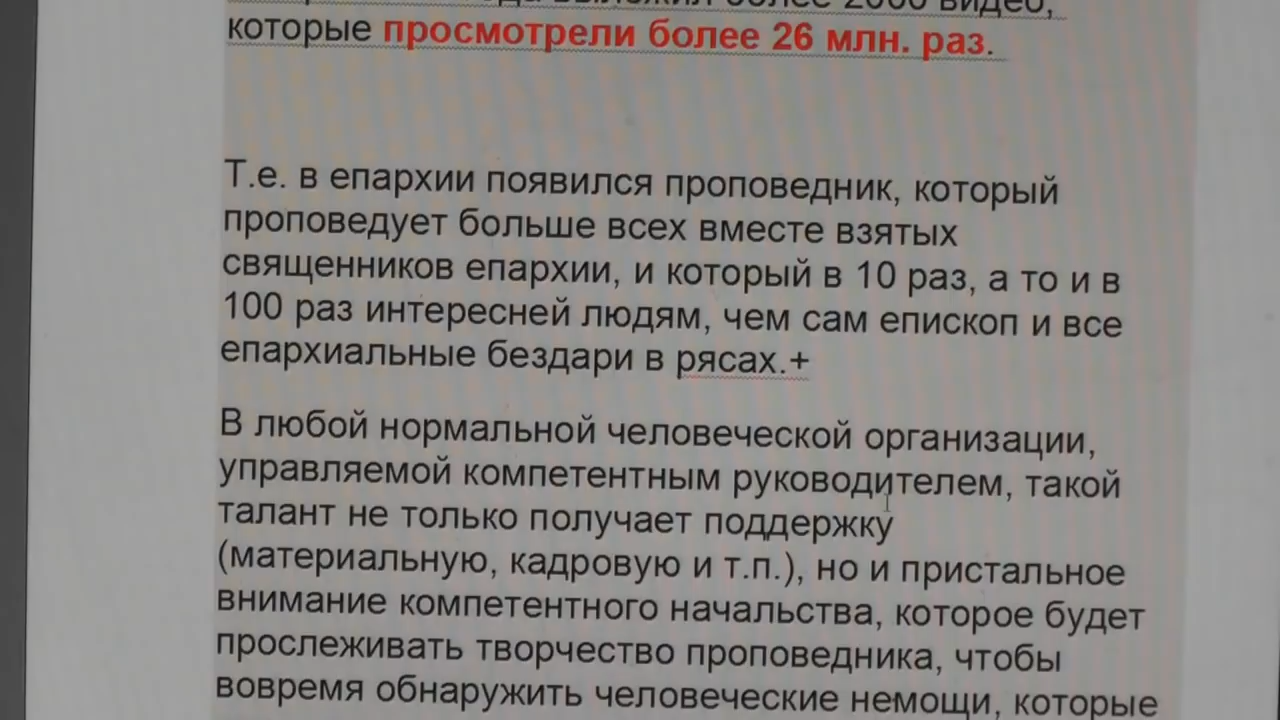 более 2000 видео,
которые просмотрели более 26 млн. раз.
Т.е. в епархии появился проповедник, который
проповедует больше всех вместе взятых
священников епархии, и который в 10 раз, а то и в
100 раз интересней людям, чем сам епископ и все
епархиальные бездари в рясах.+
В любой нормальной человеческой организации,
управляемой компетентным руководителем, такой
талант не только получает поддержку
(материальную, кадровую и т.п.), но и пристальное
внимание компетентного начальства, которое будет
прослеживать творчество проповедника, чтобы
вовремя обнаружить человеческие немощи, которые